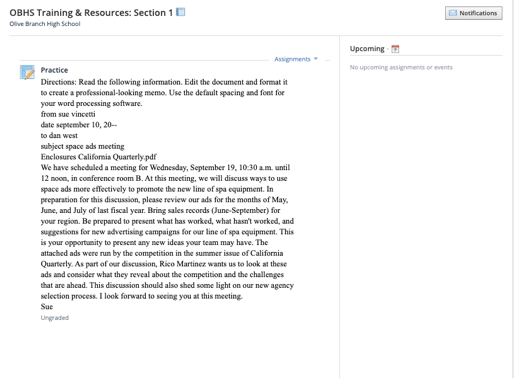 OBHS Training & Resources: Section 1
Notifications
Olive Branch High School
Assignments
Upcoming
No upcoming assignments or events
Practice
Directions: Read the following information. Edit the document and format it
to create a professional-looking memo. Use the default spacing and font for
your word processing software.
from sue vincetti
date september 10, 20--
to dan west
subject space ads meeting
Enclosures California Quarterly.pdf
We have scheduled a meeting for Wednesday, September 19, 10:30 a.m. until
12 noon, in conference room B. At this meeting, we will discuss ways to use
space ads more effectively to promote the new line of spa equipment. In
preparation for this discussion, please review our ads for the months of May,
June, and July of last fiscal year. Bring sales records (June-September) for
your region. Be prepared to present what has worked, what hasn't worked, and
suggestions for new advertising campaigns for our line of spa equipment. This
is your opportunity to present any new ideas your team may have. The
attached ads were run by the competition in the summer issue of California
Quarterly. As part of our discussion, Rico Martinez wants us to look at these
ads and consider what they reveal about the competition and the challenges
that are ahead. This discussion should also shed some light on our new agency
selection process. I look forward to seeing you at this meeting.
Sue
Ungraded